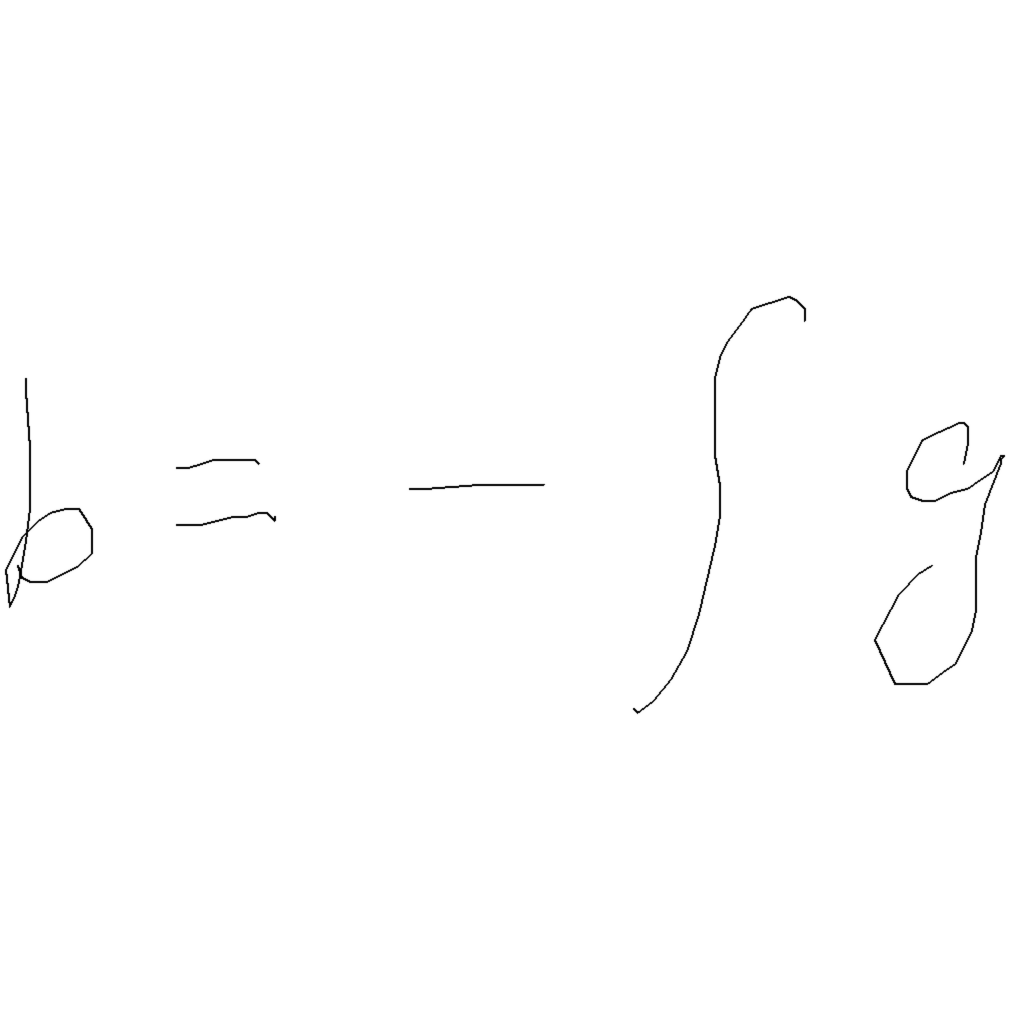 b = - ∫ g